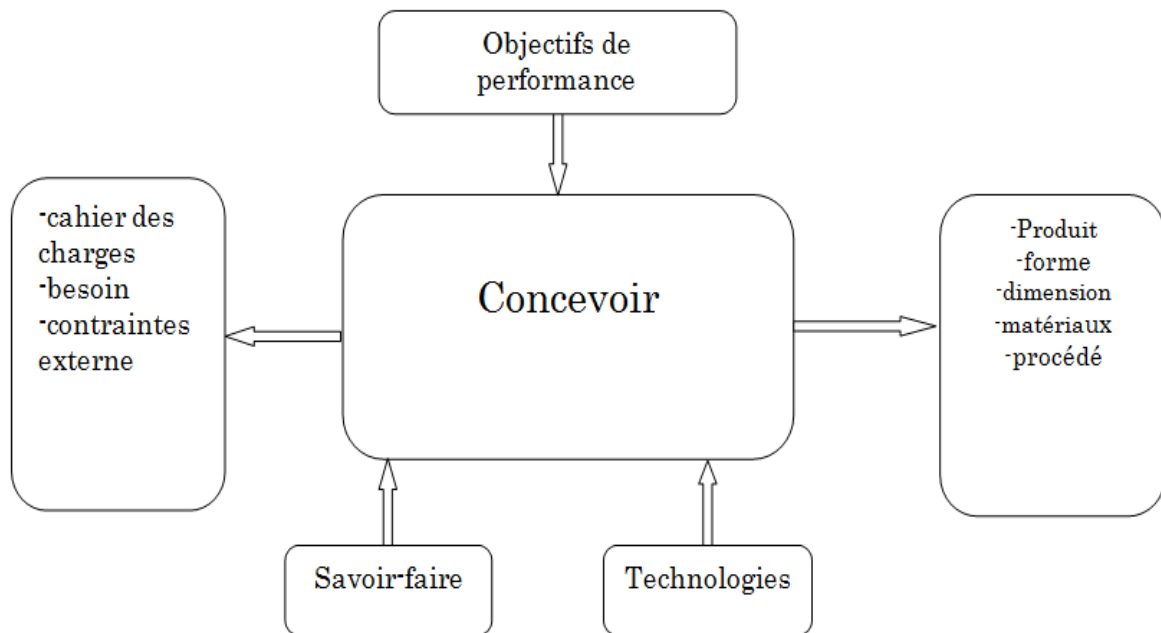 Objectifs de
performance
-cahier des
charges
-besoin
-contraintes
externe
Concevoir
-Produit
-forme
-dimension
-matériaux
-procédé
Savoir-faire
Technologies